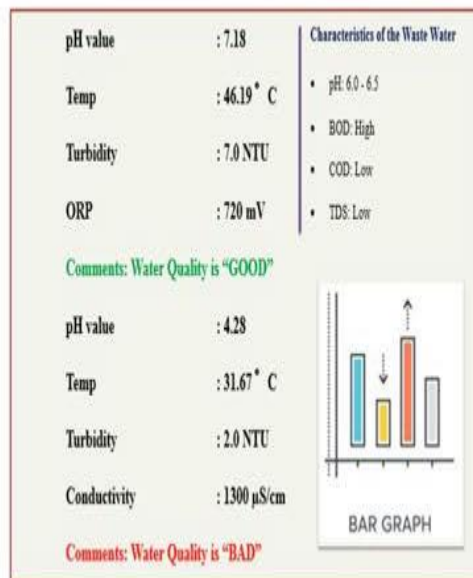 pH value : 7.18
Temp : 46.19° C
Turbidity : 7.0 NTU
ORP : 720 mV
Comments: Water Quality is “GOOD”
pH value : 4.28
Temp : 31.67° C
Turbidity : 2.0 NTU
Conductivity : 1300 µS/cm
Comments: Water Quality is “BAD”
Characteristics of the Waste Water
• pH: 6.0 - 6.5
• BOD: High
• COD: Low
• TDS: Low
BAR GRAPH